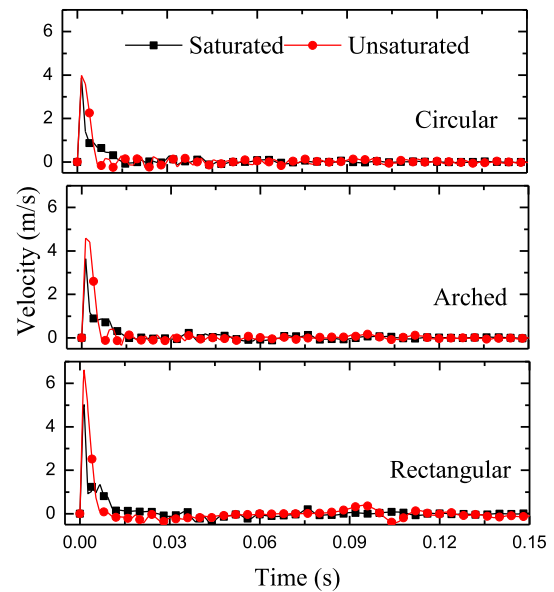 Saturated Unsaturated
6
4
2
0
Circular
6
4
2
0
Arched
6
4
2
0
Rectangular
Velocity (m/s)
0.00 0.03 0.06 0.09 0.12 0.15
Time (s)